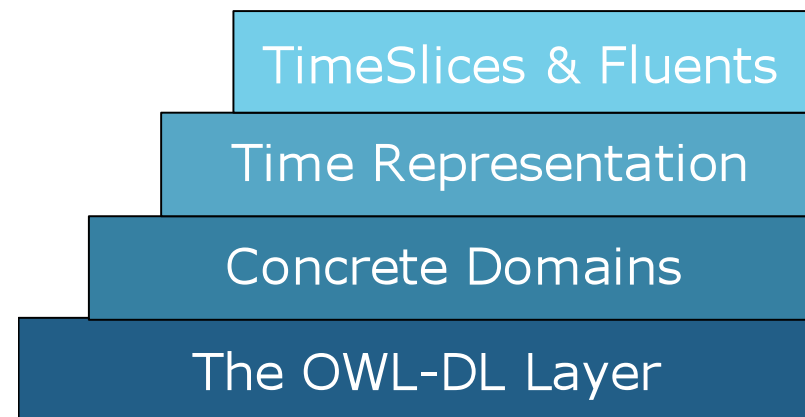 TimeSlices & Fluents
Time Representation
Concrete Domains
The OWL-DL Layer